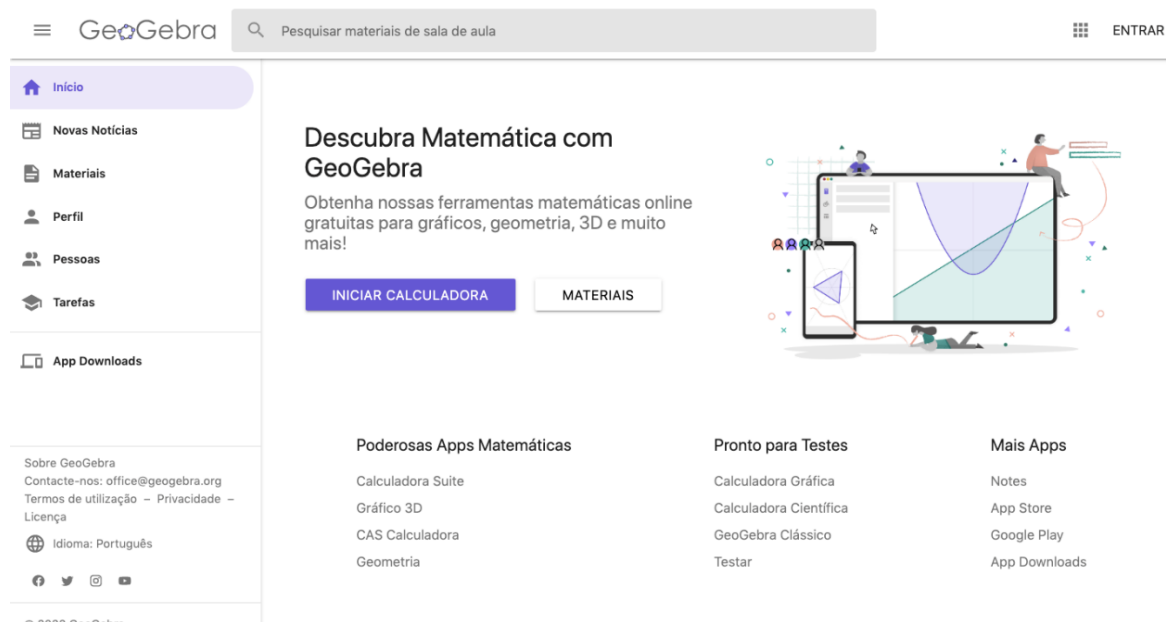 GeoGebra
Pesquisar materiais de sala de aula
ENTRAR
Início
Novas Notícias
Materiais
Perfil
Pessoas
Tarefas
App Downloads
Sobre GeoGebra
Contacte-nos: office@geogebra.org
Termos de utilização – Privacidade –
Licença
Idioma: Português
Descubra Matemática com
GeoGebra
Obtenha nossas ferramentas matemáticas online
gratuitas para gráficos, geometria, 3D e muito
mais!
INICIAR CALCULADORA
MATERIAIS
Poderosas Apps Matemáticas
Calculadora Suite
Gráfico 3D
CAS Calculadora
Geometria
Pronto para Testes
Calculadora Gráfica
Calculadora Científica
GeoGebra Clássico
Testar
Mais Apps
Notes
App Store
Google Play
App Downloads